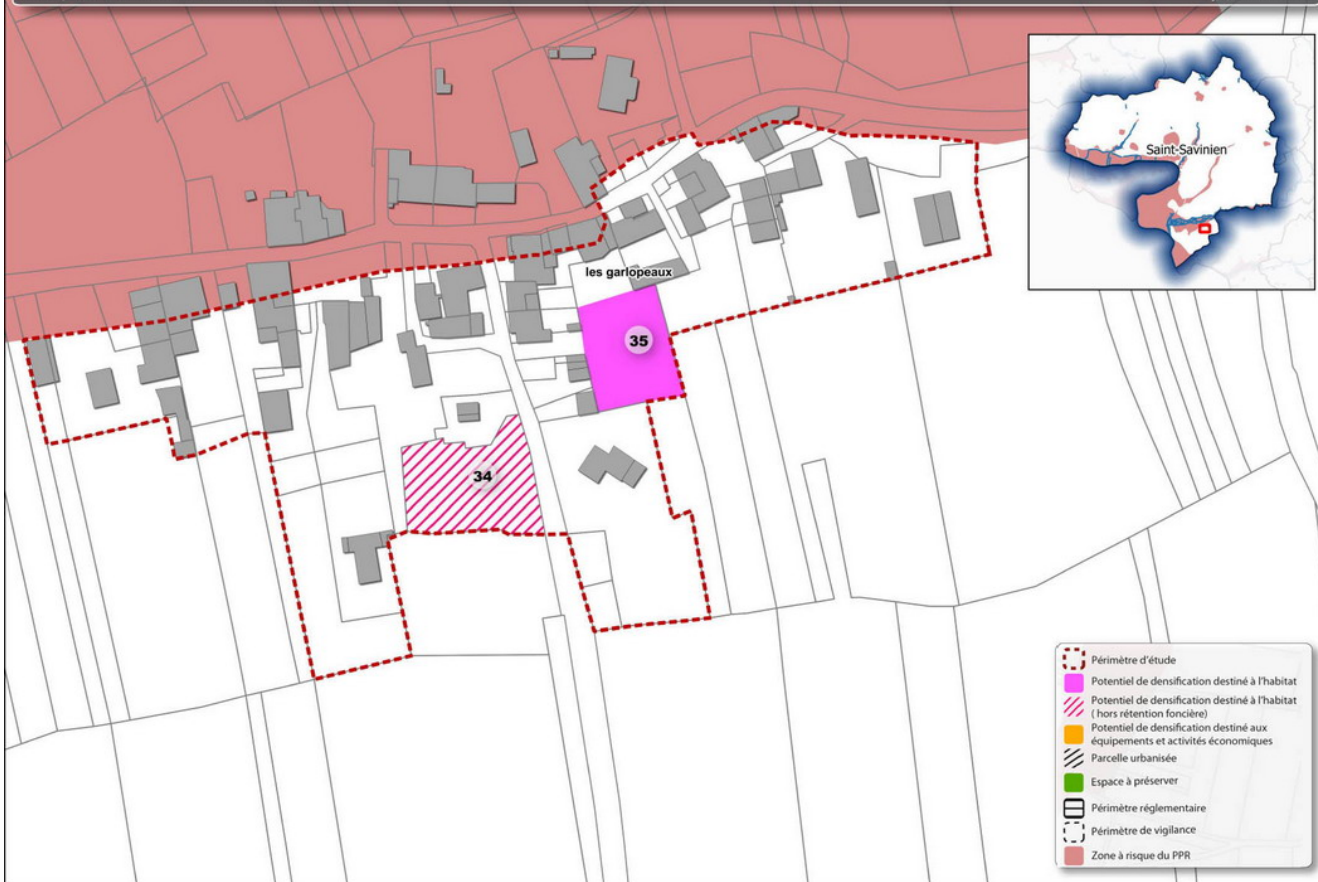 Saint-Savinien
les garlopeaux
35
34
Périmètre d'étude
Potentiel de densification destiné à l'habitat
Potentiel de densification destiné à l'habitat
( hors rétention foncière)
Potentiel de densification destiné aux
équipements et activités économiques
Parcelle urbanisée
Espace à préserver
Périmètre réglementaire
Périmètre de vigilance
Zone à risque du PPR